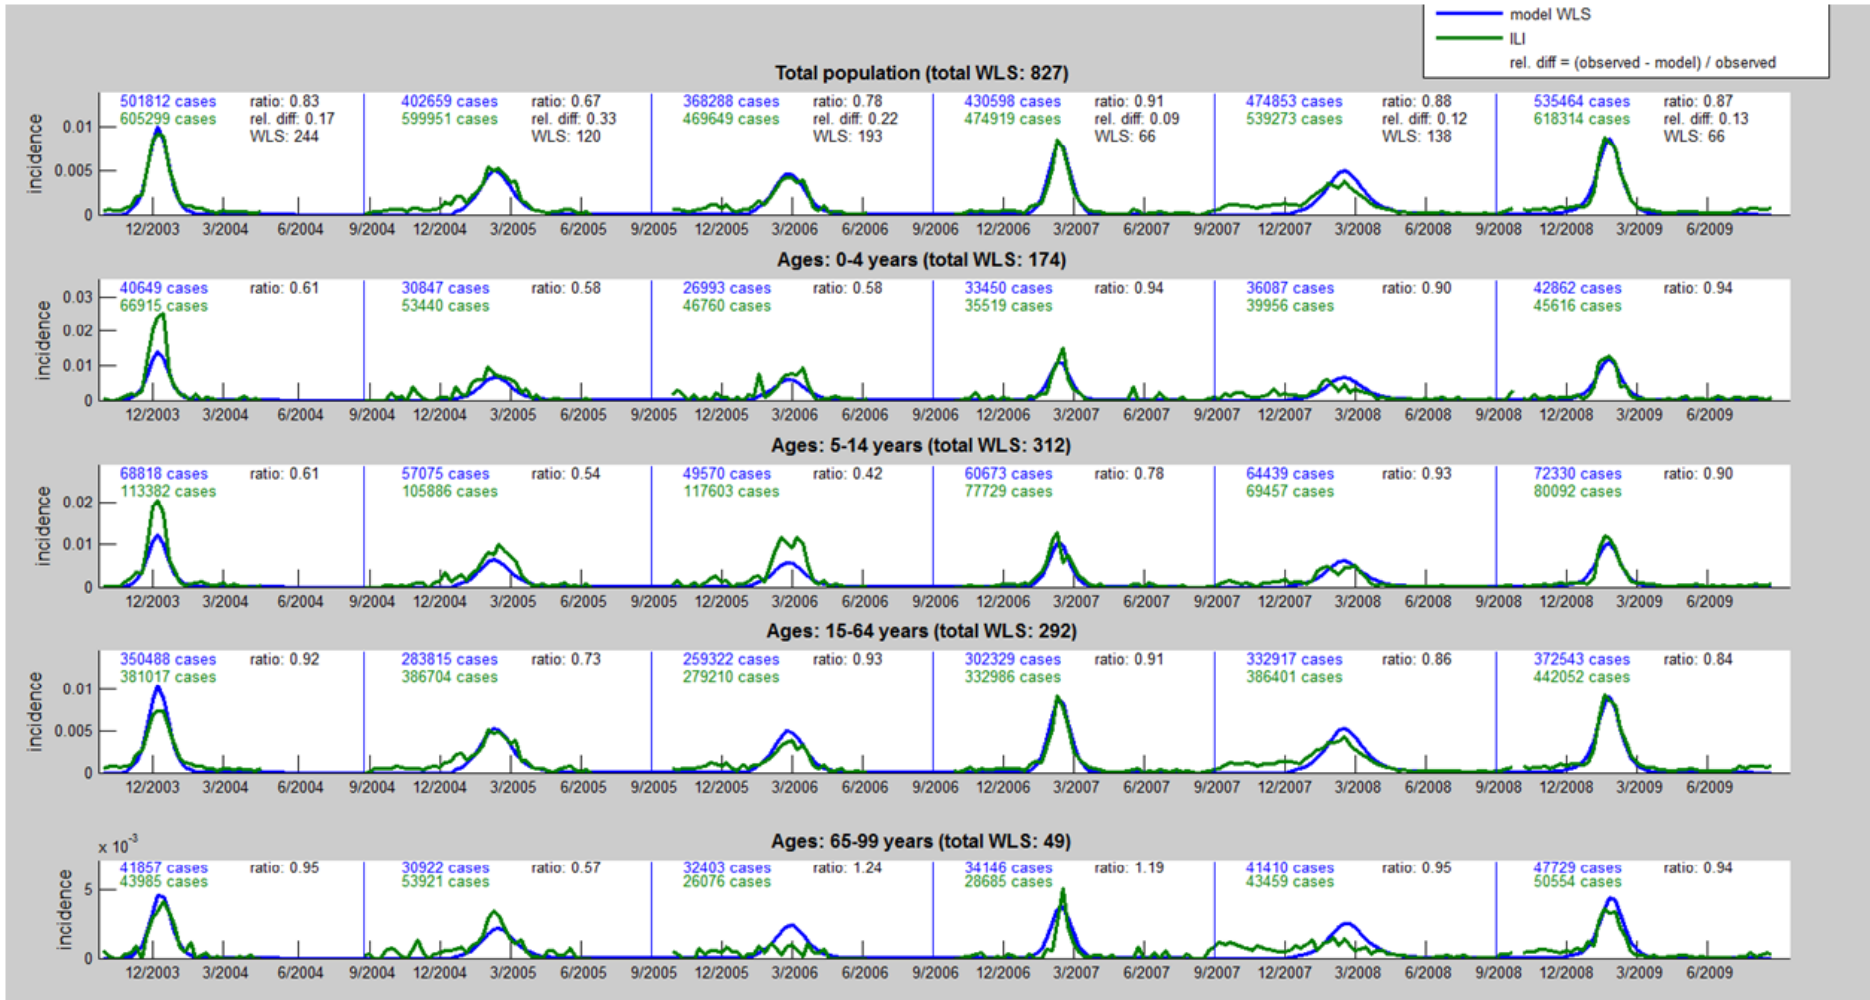 model WLS
ILI
rel. diff = (observed - model) / observed
Total population (total WLS: 827)
501812 cases ratio: 0.83 402659 cases ratio: 0.67 368288 cases ratio: 0.78 430598 cases ratio: 0.91 474853 cases ratio: 0.88 535464 cases ratio: 0.87
605299 cases rel. diff: 0.17 599951 cases rel. diff: 0.33 469649 cases rel. diff: 0.22 474919 cases rel. diff: 0.09 539273 cases rel. diff: 0.12 618314 cases rel. diff: 0.13
WLS: 244 WLS: 120 WLS: 193 WLS: 66 WLS: 138 WLS: 66
incidence
0.01
0.005
0
12/2003 3/2004 6/2004 9/2004 12/2004 3/2005 6/2005 9/2005 12/2005 3/2006 6/2006 9/2006 12/2006 3/2007 6/2007 9/2007 12/2007 3/2008 6/2008 9/2008 12/2008 3/2009 6/2009
Ages: 0-4 years (total WLS: 174)
40649 cases ratio: 0.61 30847 cases ratio: 0.58 26993 cases ratio: 0.58 33450 cases ratio: 0.94 36087 cases ratio: 0.90 42862 cases ratio: 0.94
66915 cases 53440 cases 46760 cases 35519 cases 39956 cases 45616 cases
incidence
0.03
0.02
0.01
0
12/2003 3/2004 6/2004 9/2004 12/2004 3/2005 6/2005 9/2005 12/2005 3/2006 6/2006 9/2006 12/2006 3/2007 6/2007 9/2007 12/2007 3/2008 6/2008 9/2008 12/2008 3/2009 6/2009
Ages: 5-14 years (total WLS: 312)
68818 cases ratio: 0.61 57075 cases ratio: 0.54 49570 cases ratio: 0.42 60673 cases ratio: 0.78 64439 cases ratio: 0.93 72330 cases ratio: 0.90
113382 cases 105886 cases 117603 cases 77729 cases 69457 cases 80092 cases
incidence
0.02
0.01
0
12/2003 3/2004 6/2004 9/2004 12/2004 3/2005 6/2005 9/2005 12/2005 3/2006 6/2006 9/2006 12/2006 3/2007 6/2007 9/2007 12/2007 3/2008 6/2008 9/2008 12/2008 3/2009 6/2009
Ages: 15-64 years (total WLS: 292)
350488 cases ratio: 0.92 283815 cases ratio: 0.73 259322 cases ratio: 0.93 302329 cases ratio: 0.91 332917 cases ratio: 0.86 372543 cases ratio: 0.84
381017 cases 386704 cases 279210 cases 332986 cases 386401 cases 442052 cases
incidence
0.01
0.005
0
12/2003 3/2004 6/2004 9/2004 12/2004 3/2005 6/2005 9/2005 12/2005 3/2006 6/2006 9/2006 12/2006 3/2007 6/2007 9/2007 12/2007 3/2008 6/2008 9/2008 12/2008 3/2009 6/2009
Ages: 65-99 years (total WLS: 49)
x 10⁻³
41857 cases ratio: 0.95 30922 cases ratio: 0.57 32403 cases ratio: 1.24 34146 cases ratio: 1.19 41410 cases ratio: 0.95 47729 cases ratio: 0.94
43985 cases 53921 cases 26076 cases 28685 cases 43459 cases 50554 cases
incidence
5
0
12/2003 3/2004 6/2004 9/2004 12/2004 3/2005 6/2005 9/2005 12/2005 3/2006 6/2006 9/2006 12/2006 3/2007 6/2007 9/2007 12/2007 3/2008 6/2008 9/2008 12/2008 3/2009 6/2009